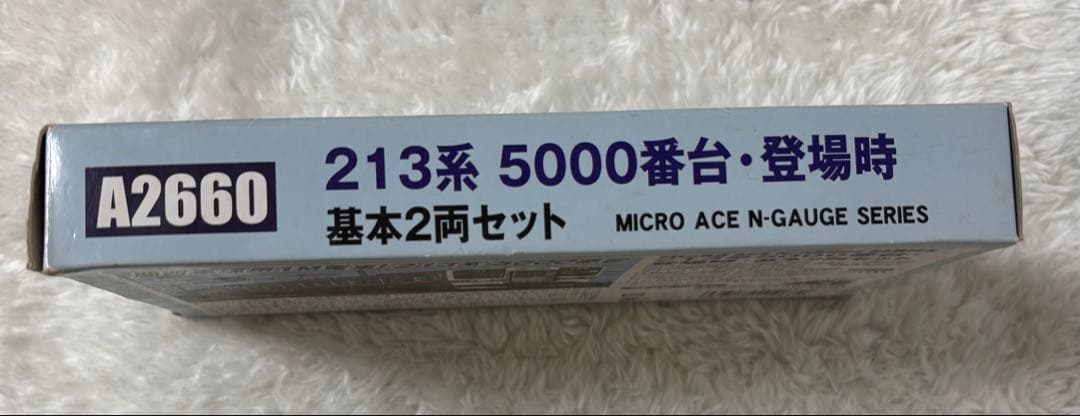 A2660
213系 5000番台・登場時
基本2両セット
MICRO ACE N-GAUGE SERIES